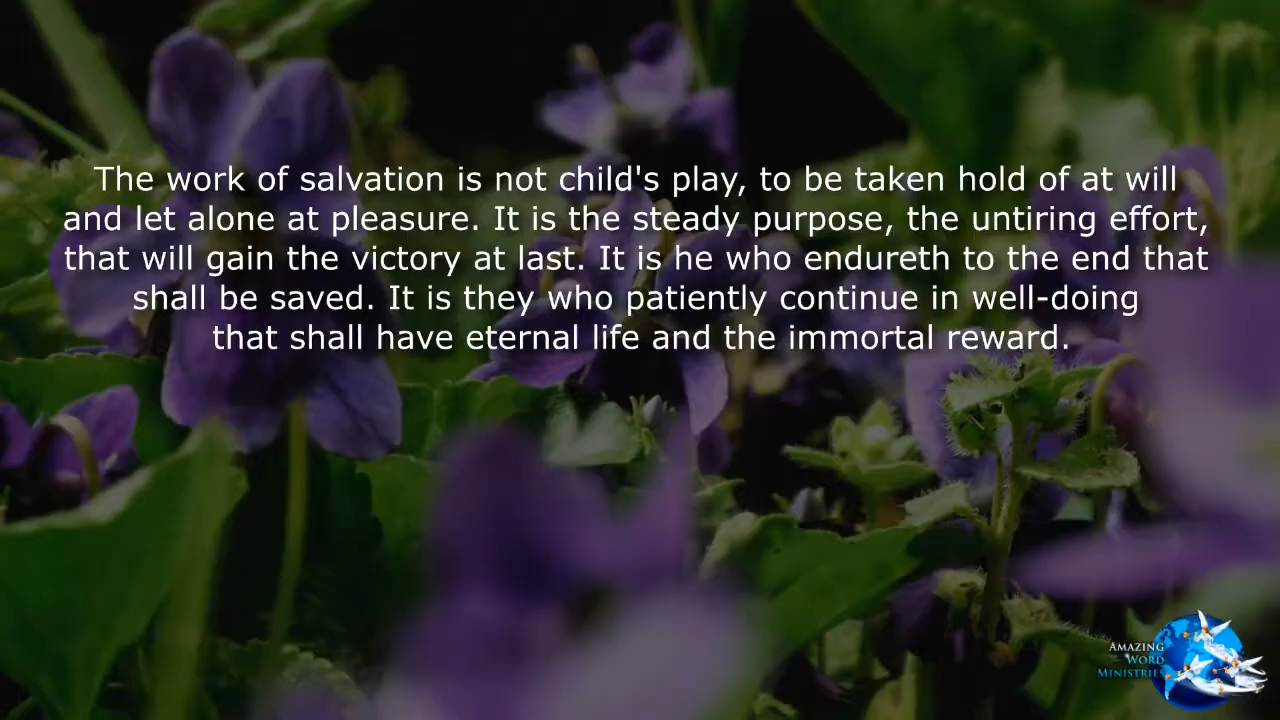 The work of salvation is not child's play, to be taken hold of at will
and let alone at pleasure. It is the steady purpose, the untiring effort,
that will gain the victory at last. It is he who endureth to the end that
shall be saved. It is they who patiently continue in well-doing
that shall have eternal life and the immortal reward.
Amazing
Word
Ministries